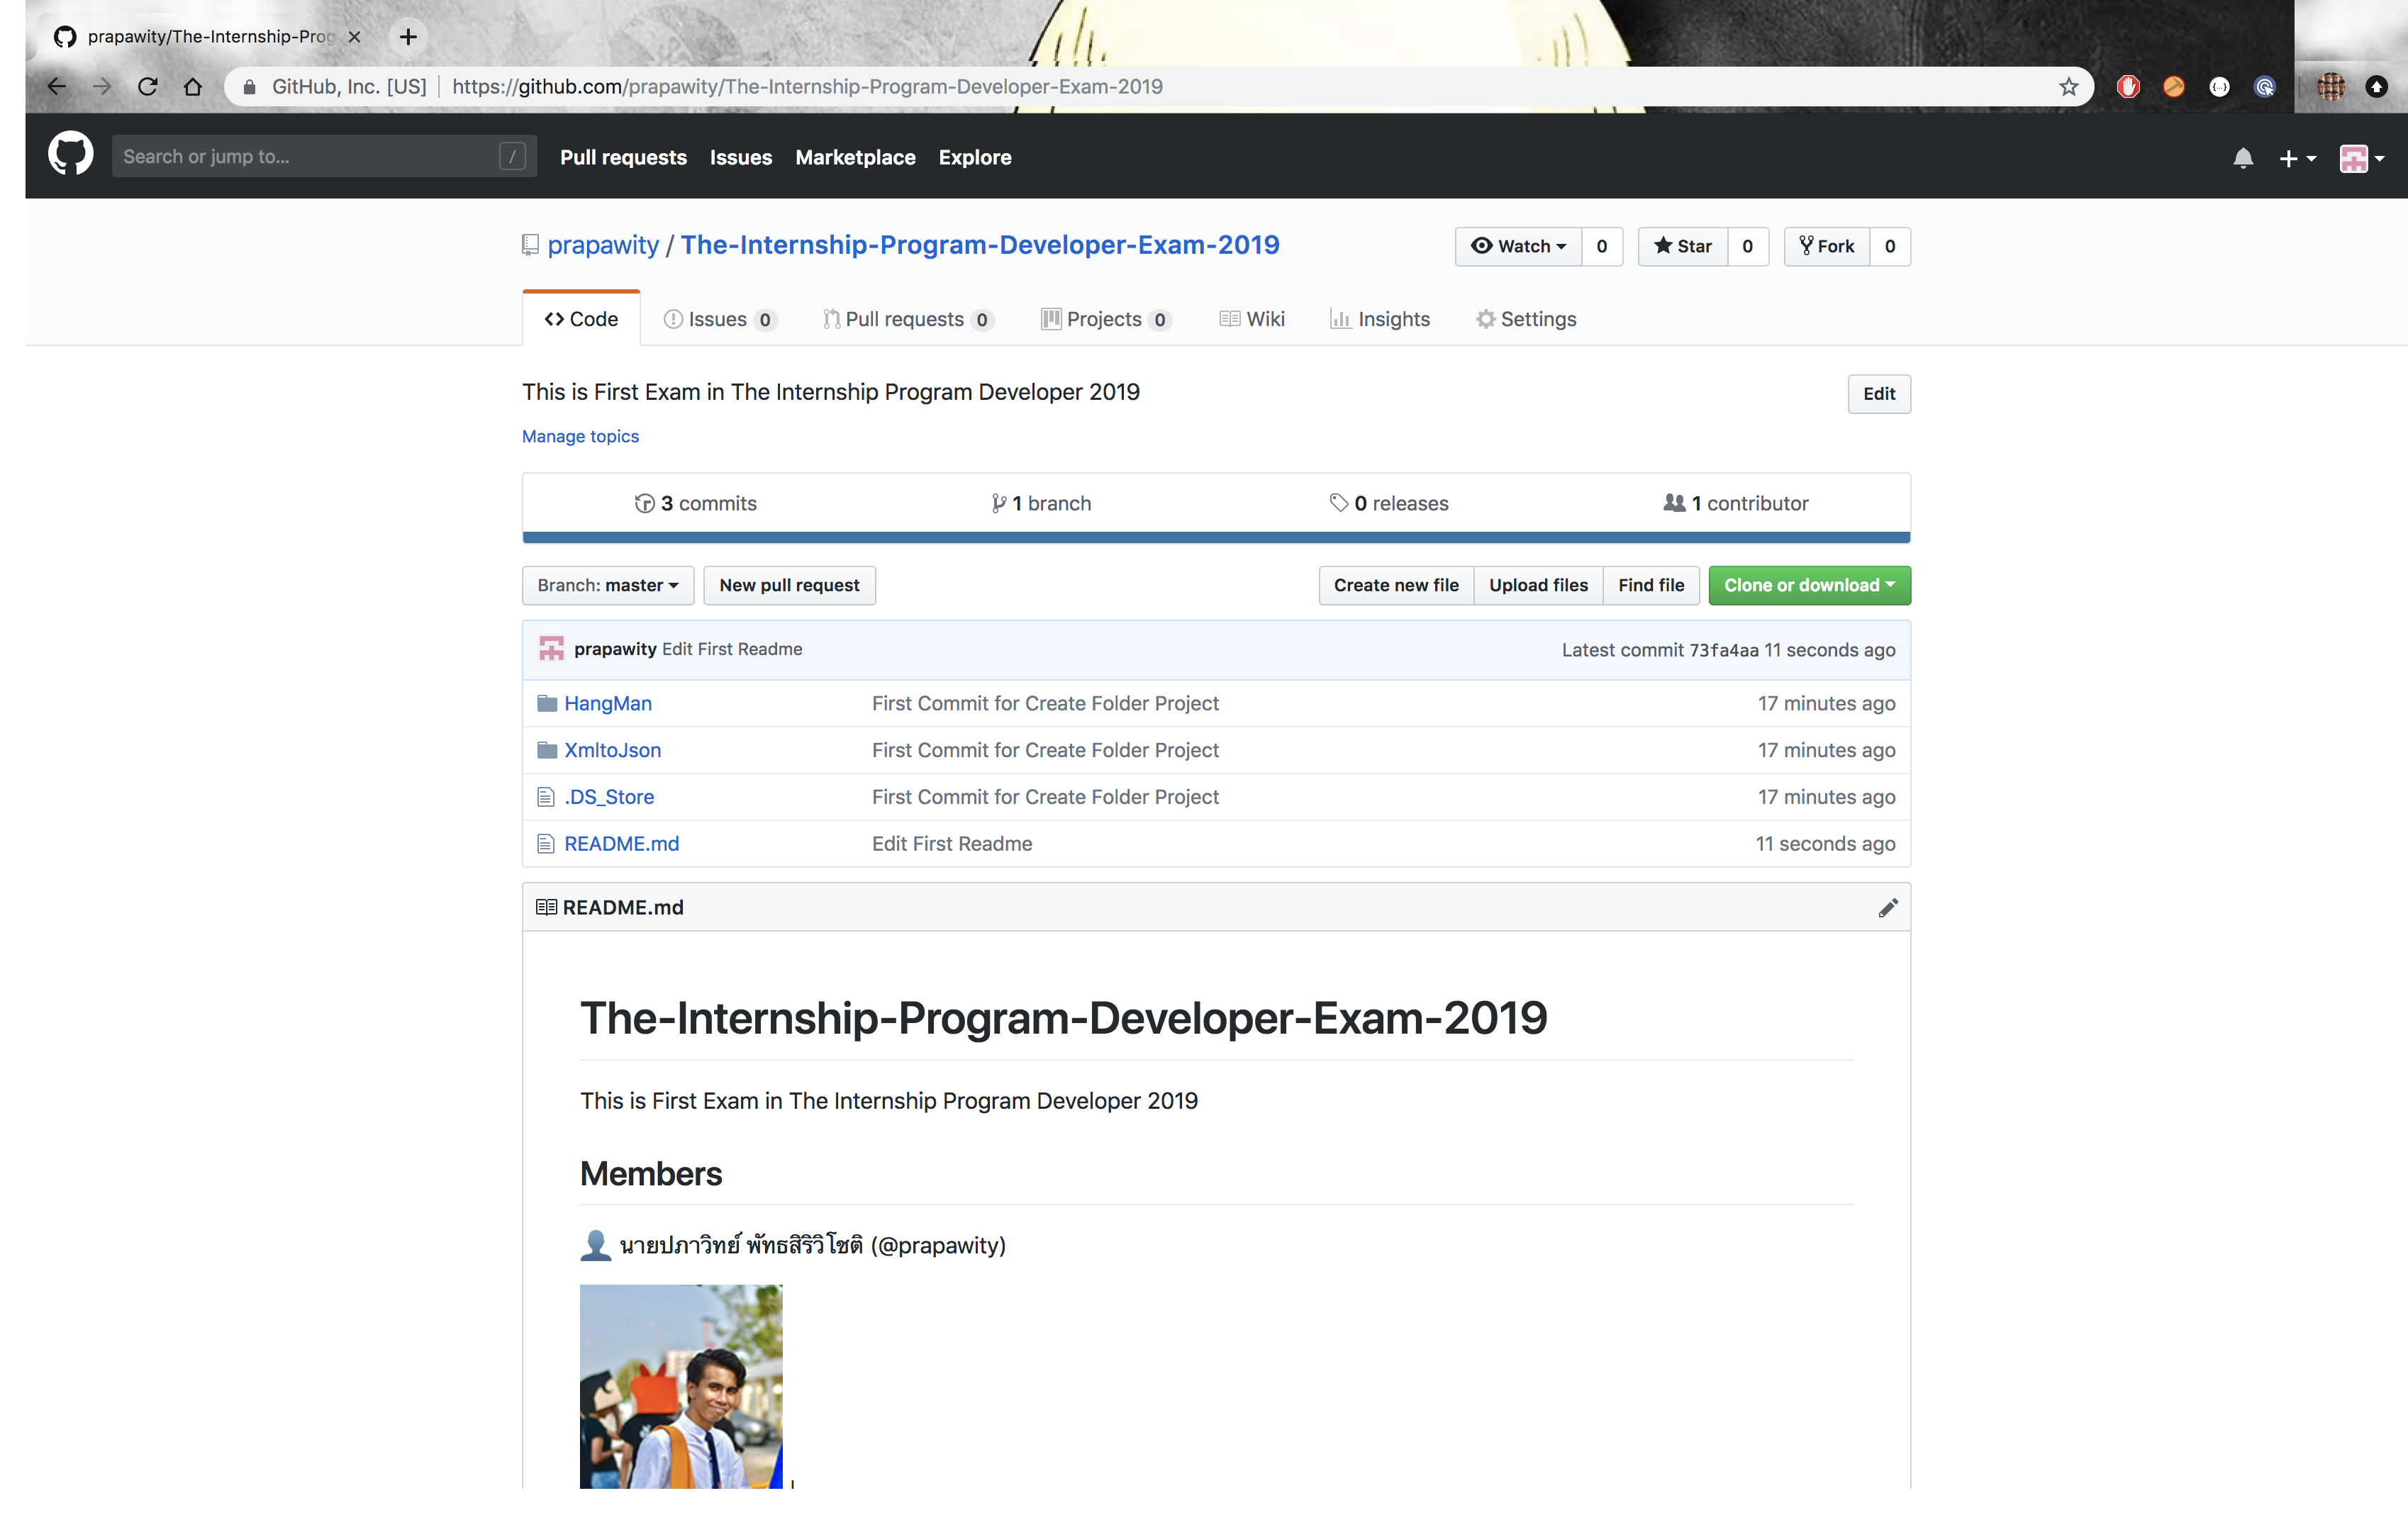 prapawity/The-Internship-Prog
GitHub, Inc. [US] https://github.com/prapawity/The-Internship-Program-Developer-Exam-2019
Search or jump to... / Pull requests Issues Marketplace Explore
prapawity / The-Internship-Program-Developer-Exam-2019 Watch 0 Star 0 Fork 0
Code Issues 0 Pull requests 0 Projects 0 Wiki Insights Settings
This is First Exam in The Internship Program Developer 2019 Edit
Manage topics
3 commits 1 branch 0 releases 1 contributor
Branch: master New pull request Create new file Upload files Find file Clone or download
prapawity Edit First Readme Latest commit 73fa4aa 11 seconds ago
HangMan First Commit for Create Folder Project 17 minutes ago
XmltoJson First Commit for Create Folder Project 17 minutes ago
.DS_Store First Commit for Create Folder Project 17 minutes ago
README.md Edit First Readme 11 seconds ago
README.md
The-Internship-Program-Developer-Exam-2019
This is First Exam in The Internship Program Developer 2019
Members
นายปภาวิทย์ พัทธสิริวิโชติ (@prapawity)